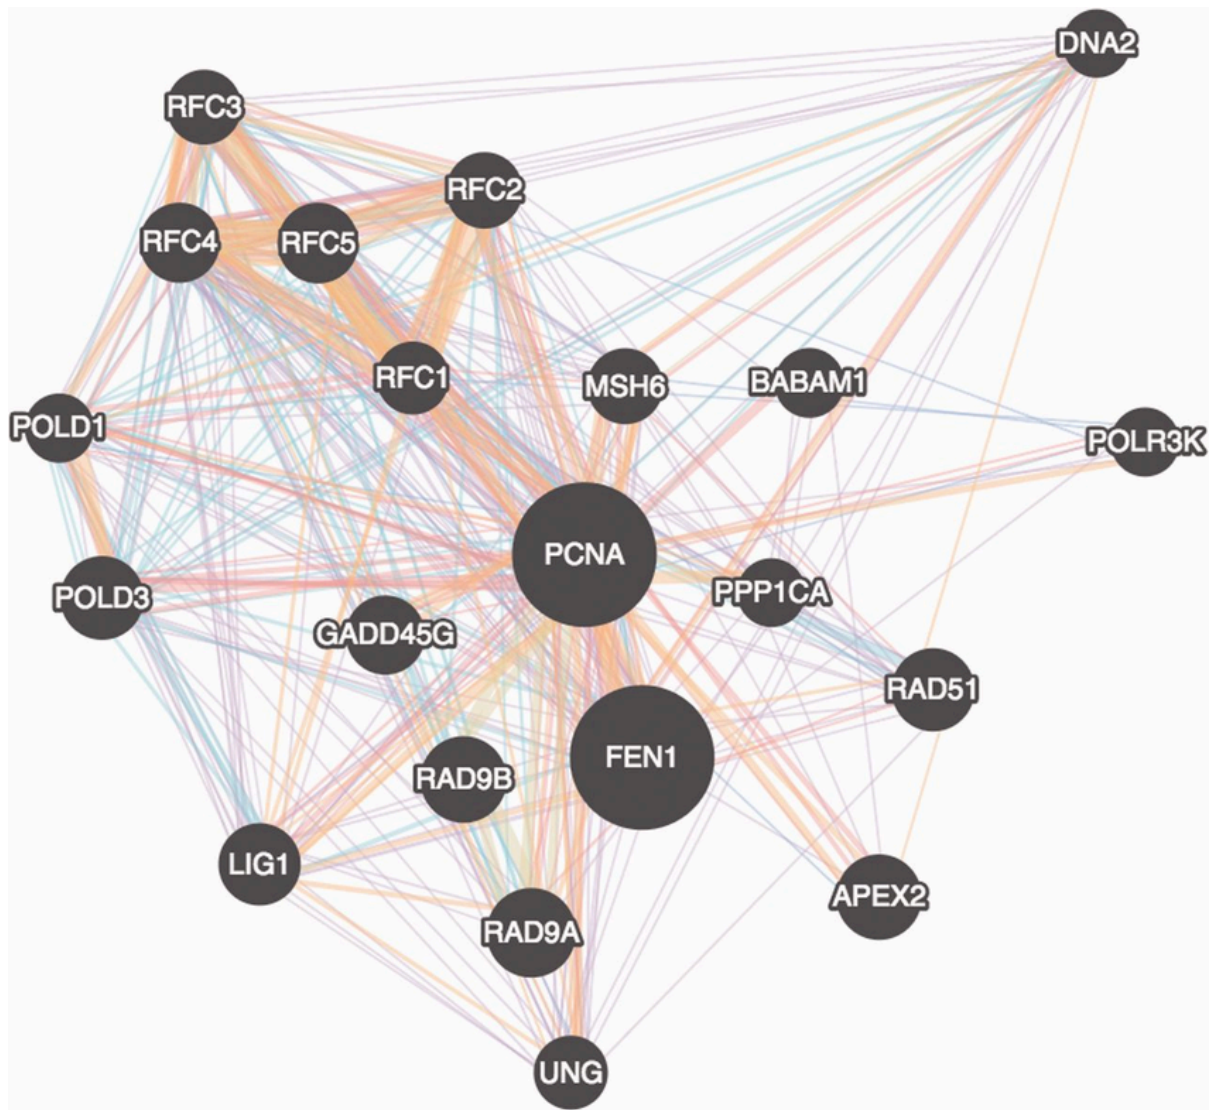 DNA2
RFC3
RFC2
RFC4
RFC5
RFC1
MSH6
BABAM1
POLD1
POLR3K
PCNA
POLD3
PPP1CA
GADD45G
RAD51
FEN1
RAD9B
LIG1
APEX2
RAD9A
UNG